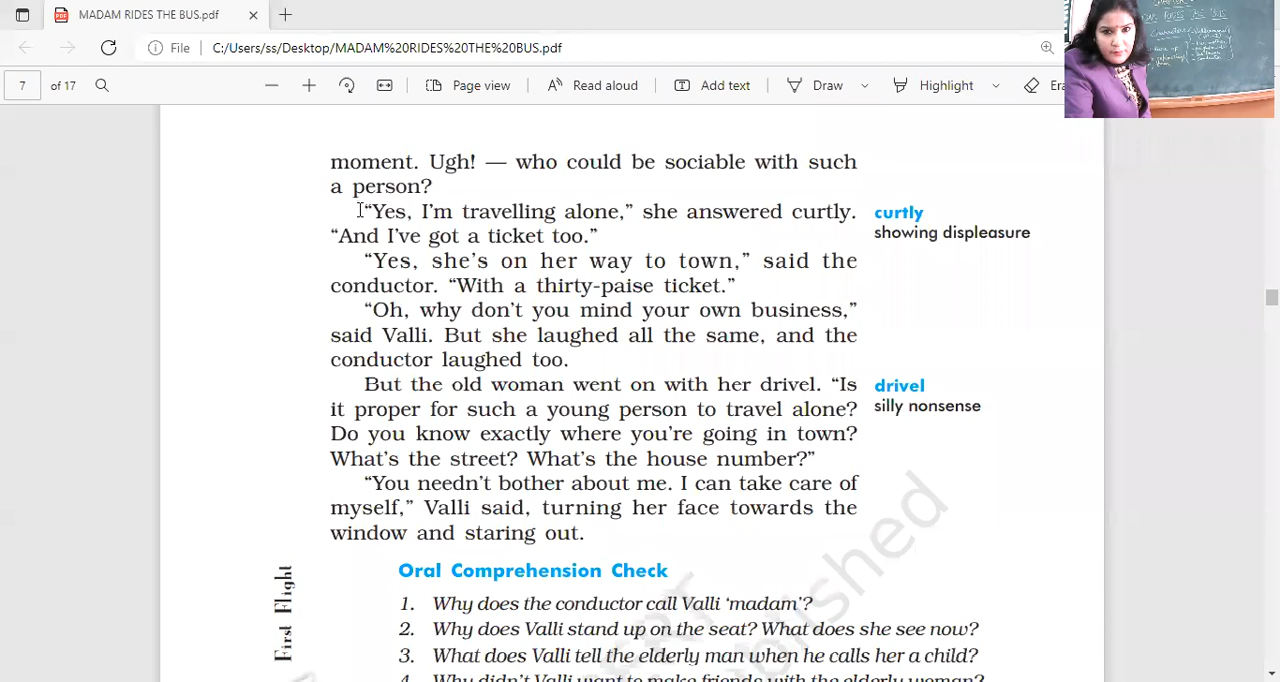 MADAM RIDES THE BUS.pdf
File
C:/Users/ss/Desktop/MADAM%20RIDES%20THE%20BUS.pdf
7 of 17
Page view
Read aloud
Add text
Draw
Highlight
Era
moment. Ugh! — who could be sociable with such
a person?
“Yes, I’m travelling alone,” she answered curtly.
“And I’ve got a ticket too.”
“Yes, she’s on her way to town,” said the
conductor. “With a thirty-paise ticket.”
“Oh, why don’t you mind your own business,”
said Valli. But she laughed all the same, and the
conductor laughed too.
But the old woman went on with her drivel. “Is
it proper for such a young person to travel alone?
Do you know exactly where you’re going in town?
What’s the street? What’s the house number?”
“You needn’t bother about me. I can take care of
myself,” Valli said, turning her face towards the
window and staring out.
curtly
showing displeasure
drivel
silly nonsense
First Flight
Oral Comprehension Check
1. Why does the conductor call Valli ‘madam’?
2. Why does Valli stand up on the seat? What does she see now?
3. What does Valli tell the elderly man when he calls her a child?
4. Why didn’t Valli want to make friends with the elderly woman?
blished